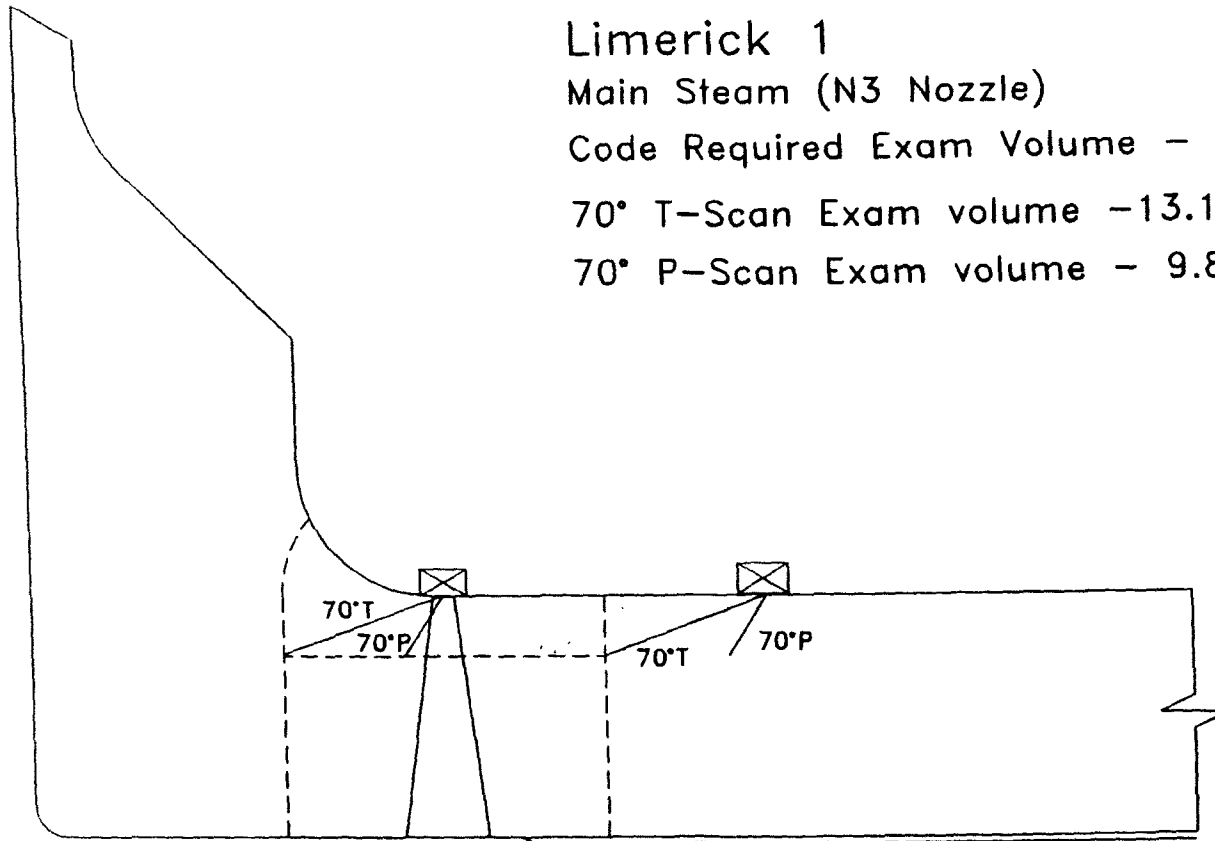 Limerick 1
Main Steam (N3 Nozzle)
Code Required Exam Volume -
70° T-Scan Exam volume -13.1
70° P-Scan Exam volume - 9.8
70°T
70°P
70°T
70°P